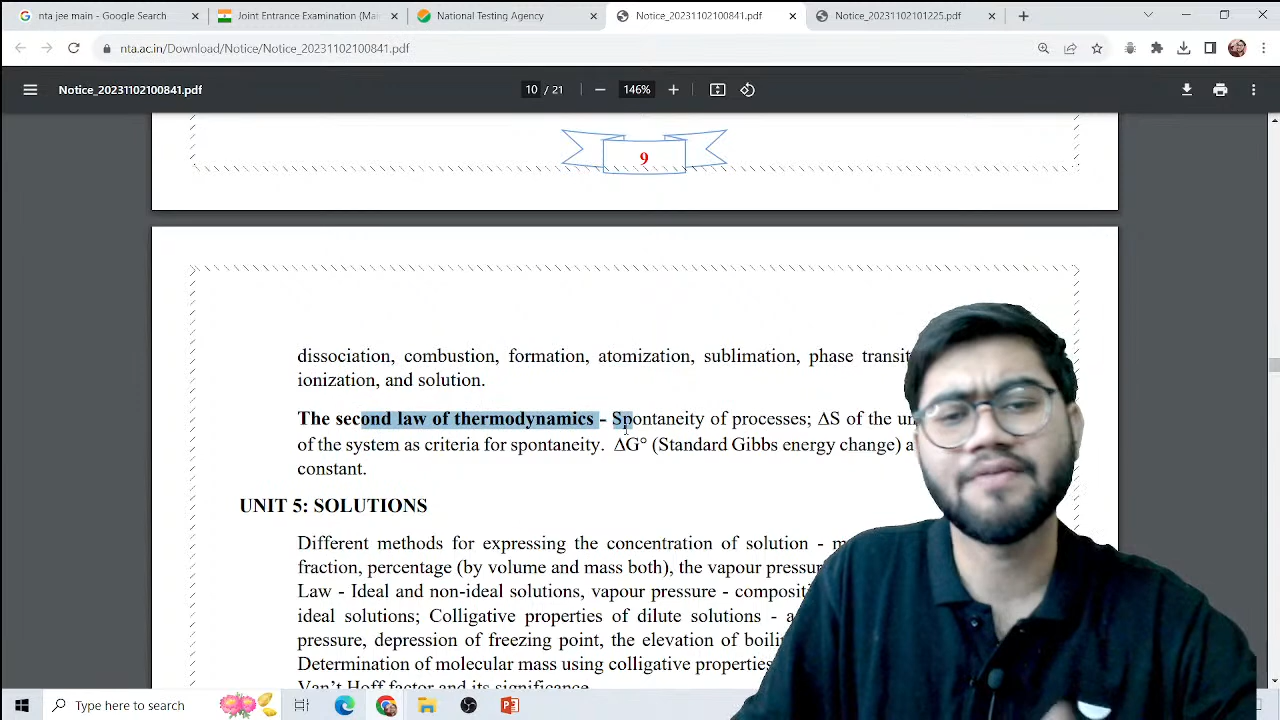 nta jee main - Google Search
Joint Entrance Examination (Mai
National Testing Agency
Notice_20231102100841.pdf
Notice_20231102101225.pdf
nta.ac.in/Download/Notice/Notice_20231102100841.pdf
Notice_20231102100841.pdf
10 / 21
146%
9
dissociation, combustion, formation, atomization, sublimation, phase transit
ionization, and solution.
The second law of thermodynamics - Spontaneity of processes; ΔS of the un
of the system as criteria for spontaneity. ΔG° (Standard Gibbs energy change) a
constant.
UNIT 5: SOLUTIONS
Different methods for expressing the concentration of solution - m
fraction, percentage (by volume and mass both), the vapour pressu
Law - Ideal and non-ideal solutions, vapour pressure - compositi
ideal solutions; Colligative properties of dilute solutions - a
pressure, depression of freezing point, the elevation of boili
Determination of molecular mass using colligative properties
Van't Hoff factor and its significance.
Type here to search